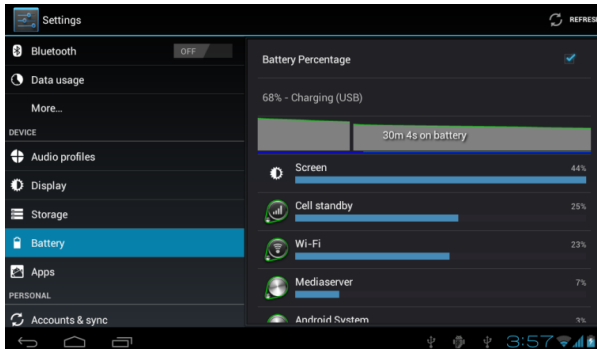 Settings
REFRES
Bluetooth
OFF
Data usage
More...
DEVICE
Audio profiles
Display
Storage
Battery
Apps
PERSONAL
Accounts & sync
Battery Percentage
68% - Charging (USB)
30m 4s on battery
Screen
44%
Cell standby
25%
Wi-Fi
23%
Mediaserver
7%
Android System
3%
3:57